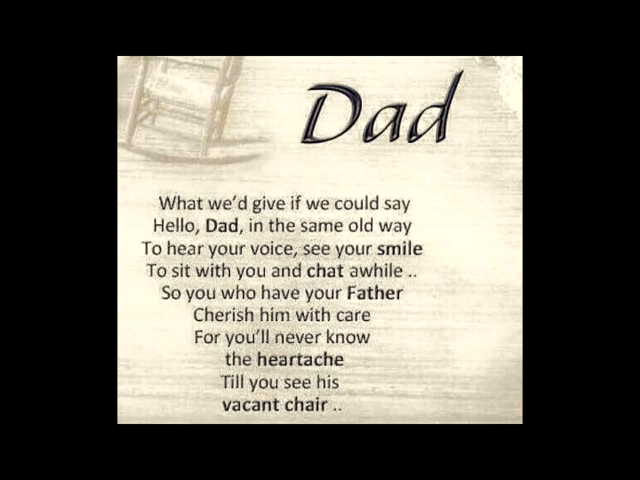 Dad
What we'd give if we could say
Hello, Dad, in the same old way
To hear your voice, see your smile
To sit with you and chat awhile ..
So you who have your Father
Cherish him with care
For you'll never know
the heartache
Till you see his
vacant chair ..